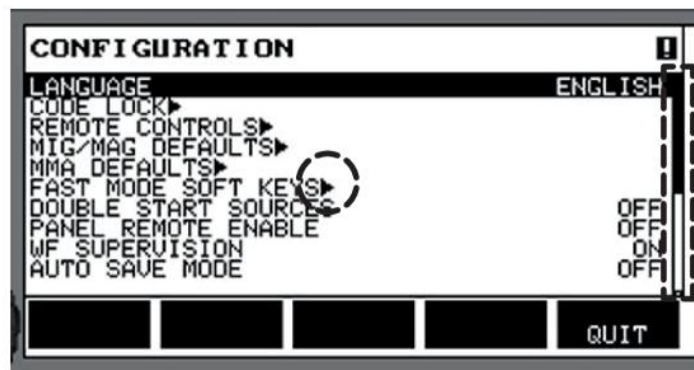 CONFIGURATION !
LANGUAGE ENGLISH
CODE LOCK▶
REMOTE CONTROLS▶
MIG/MAG DEFAULTS▶
MMA DEFAULTS▶
FAST MODE SOFT KEYS▶
DOUBLE START SOURCES OFF
PANEL REMOTE ENABLE OFF
WF SUPERVISION ON
AUTO SAVE MODE OFF
QUIT